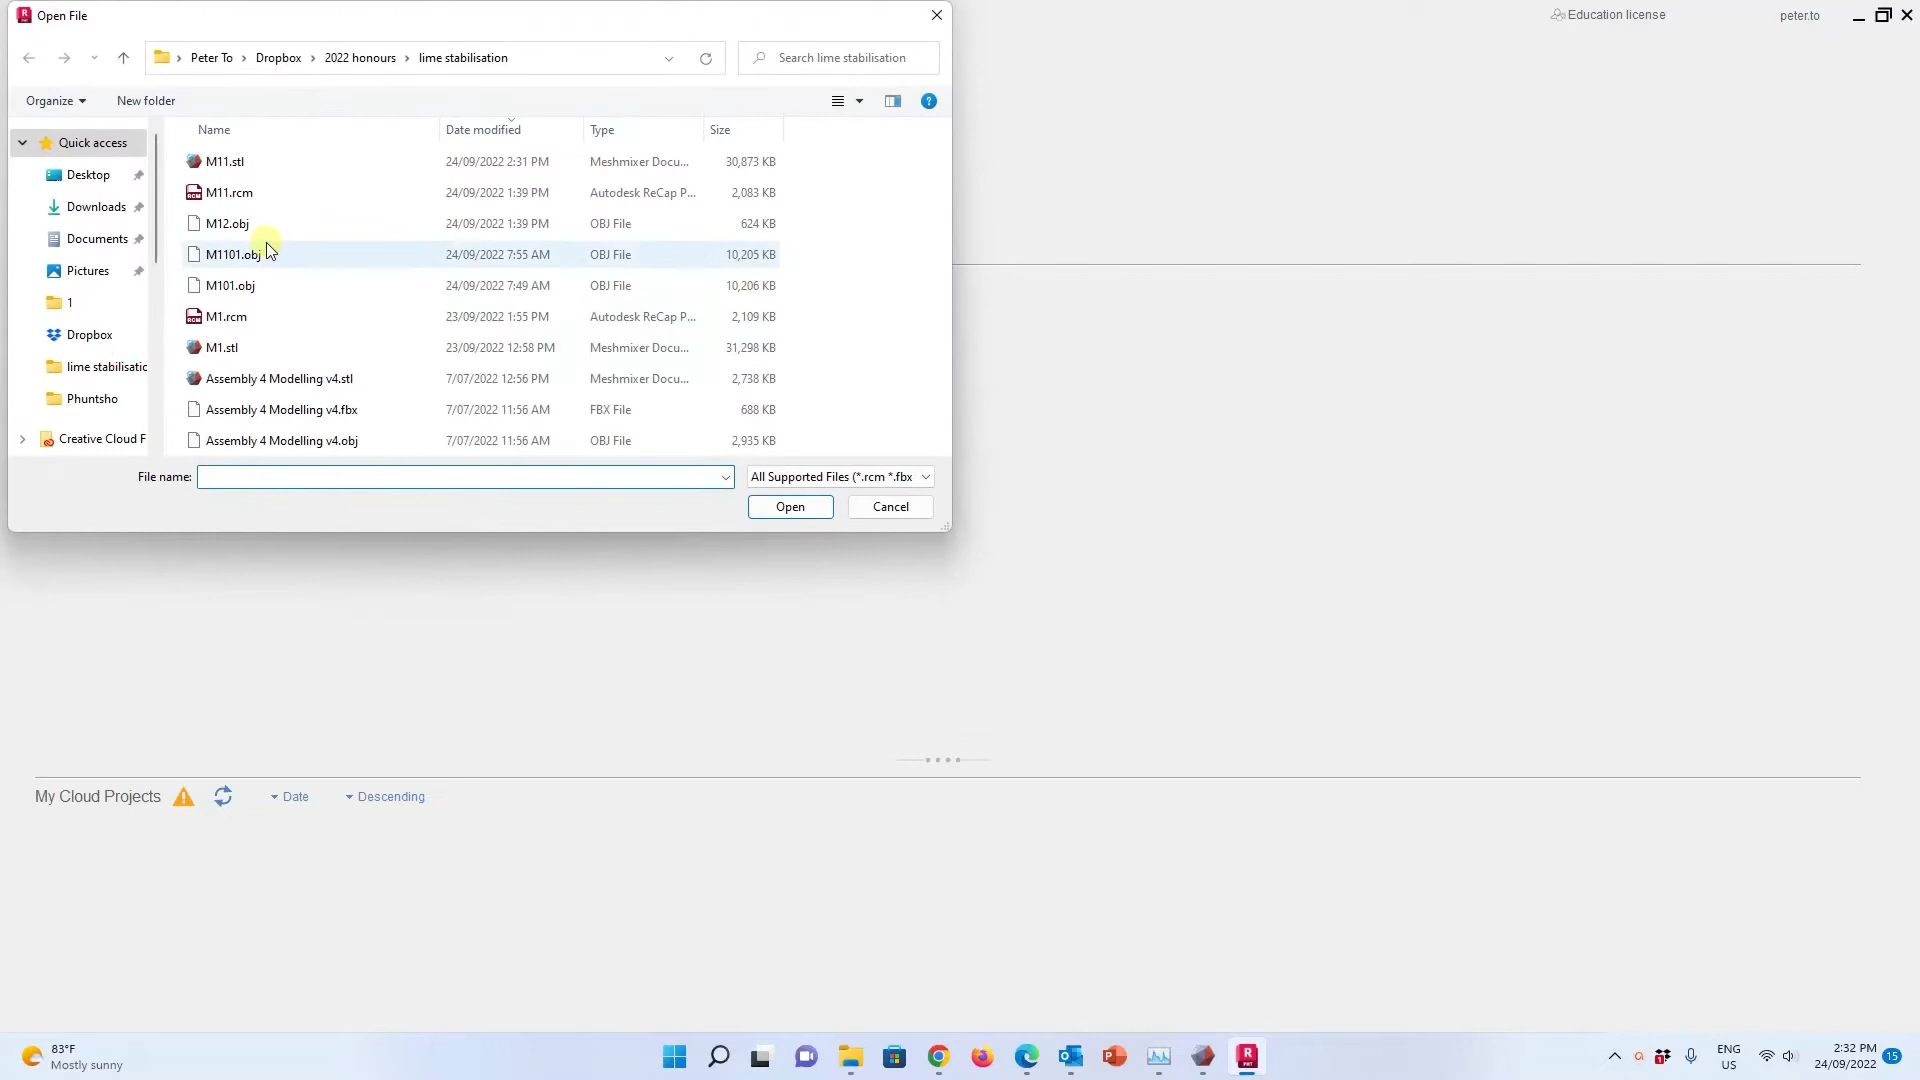 Open File
Education license
peter.to
Peter To
Dropbox
2022 honours
lime stabilisation
Search lime stabilisation
Organize
New folder
Name
Date modified
Type
Size
Quick access
Desktop
Downloads
Documents
Pictures
1
Dropbox
lime stabilisatic
Phuntsho
Creative Cloud F
M11.stl 24/09/2022 2:31 PM Meshmixer Docu... 30,873 KB
M11.rcm 24/09/2022 1:39 PM Autodesk ReCap P... 2,083 KB
M12.obj 24/09/2022 1:39 PM OBJ File 624 KB
M1101.obj 24/09/2022 7:55 AM OBJ File 10,205 KB
M101.obj 24/09/2022 7:49 AM OBJ File 10,206 KB
M1.rcm 23/09/2022 1:55 PM Autodesk ReCap P... 2,109 KB
M1.stl 23/09/2022 12:58 PM Meshmixer Docu... 31,298 KB
Assembly 4 Modelling v4.stl 7/07/2022 12:56 PM Meshmixer Docu... 2,738 KB
Assembly 4 Modelling v4.fbx 7/07/2022 11:56 AM FBX File 688 KB
Assembly 4 Modelling v4.obj 7/07/2022 11:56 AM OBJ File 2,935 KB
File name:
All Supported Files (*.rcm *.fbx
Open
Cancel
My Cloud Projects
Date
Descending
83°F
Mostly sunny
ENG
US
2:32 PM
24/09/2022
15